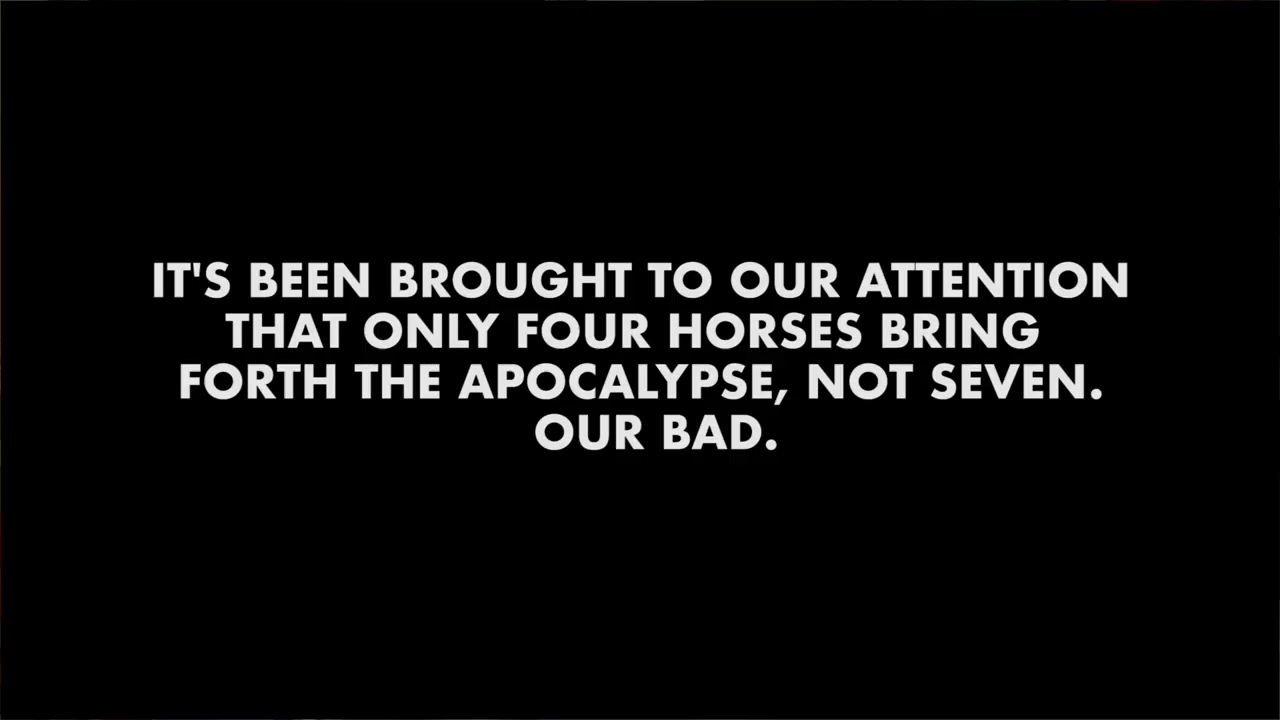 IT'S BEEN BROUGHT TO OUR ATTENTION
THAT ONLY FOUR HORSES BRING
FORTH THE APOCALYPSE, NOT SEVEN.
OUR BAD.